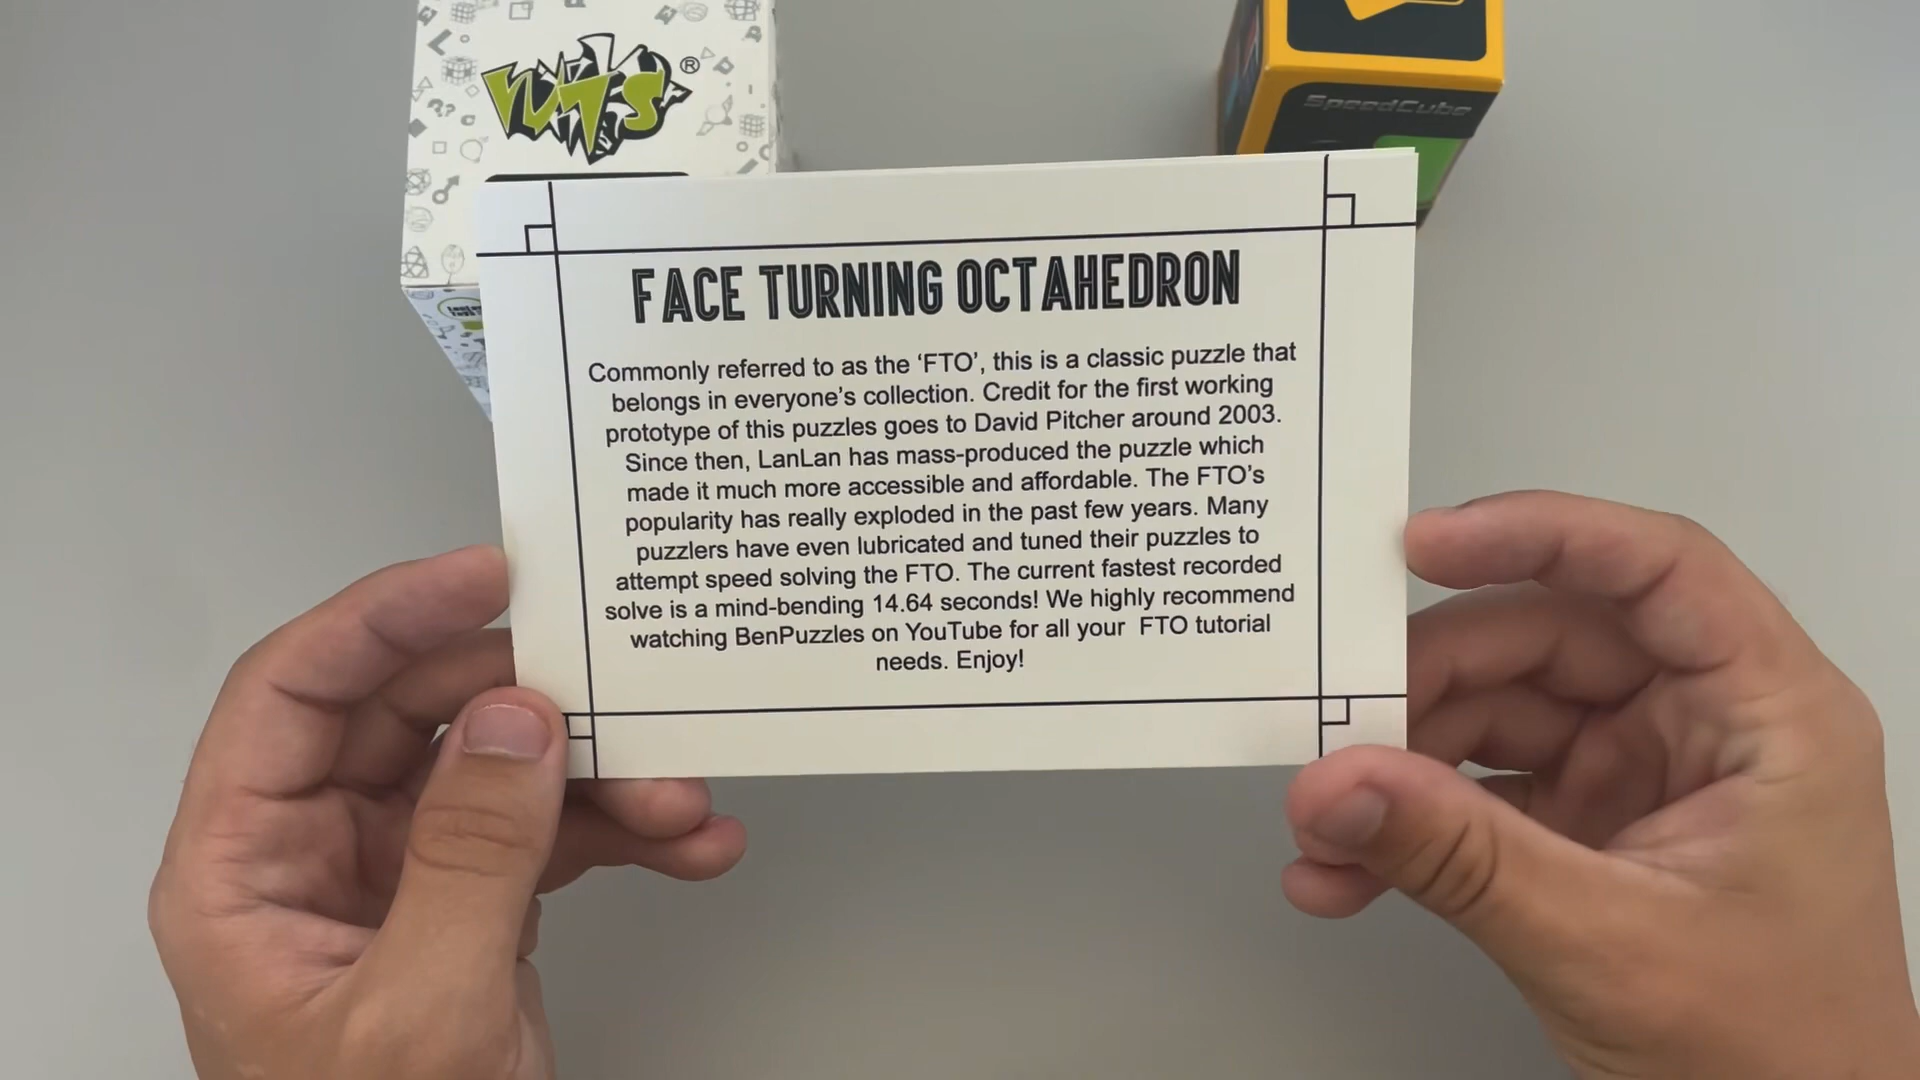 ®
SpeedCube
FACE TURNING OCTAHEDRON
Commonly referred to as the ‘FTO’, this is a classic puzzle that
belongs in everyone’s collection. Credit for the first working
prototype of this puzzles goes to David Pitcher around 2003.
Since then, LanLan has mass-produced the puzzle which
made it much more accessible and affordable. The FTO’s
popularity has really exploded in the past few years. Many
puzzlers have even lubricated and tuned their puzzles to
attempt speed solving the FTO. The current fastest recorded
solve is a mind-bending 14.64 seconds! We highly recommend
watching BenPuzzles on YouTube for all your FTO tutorial
needs. Enjoy!